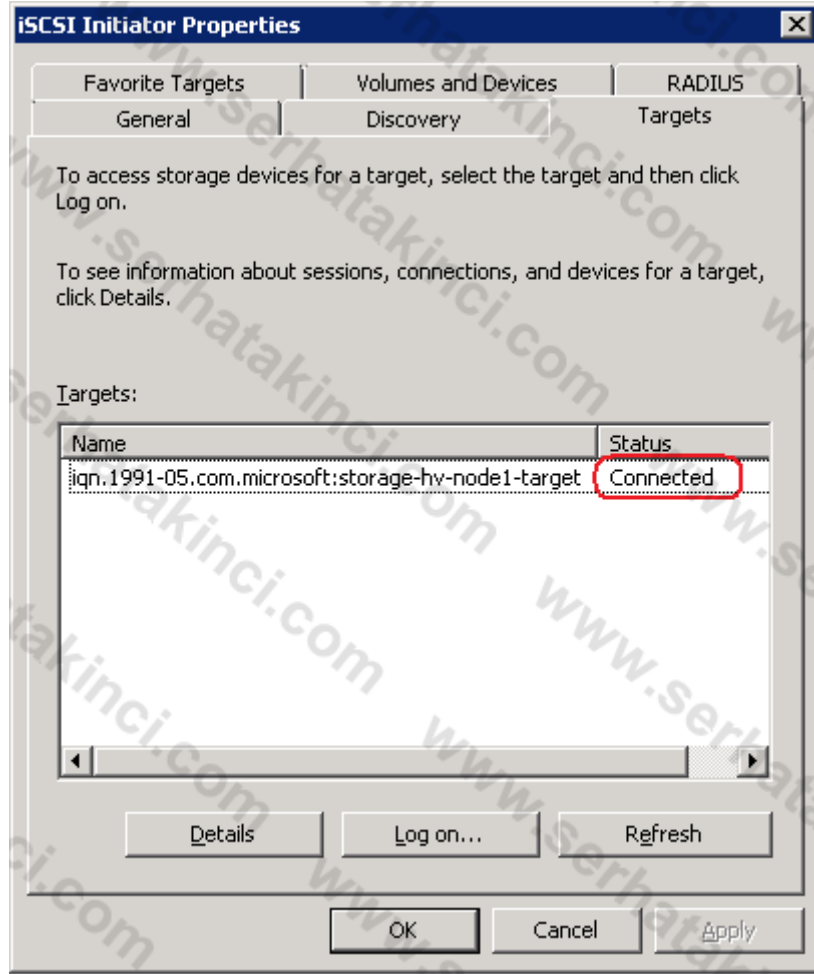 iSCSI Initiator Properties
Favorite Targets
Volumes and Devices
RADIUS
General
Discovery
Targets
To access storage devices for a target, select the target and then click
Log on.
To see information about sessions, connections, and devices for a target,
click Details.
Targets:
Name
Status
iqn.1991-05.com.microsoft:storage-hv-node1-target
Connected
Details
Log on...
Refresh
OK
Cancel
Apply
www.serhatakinci.com